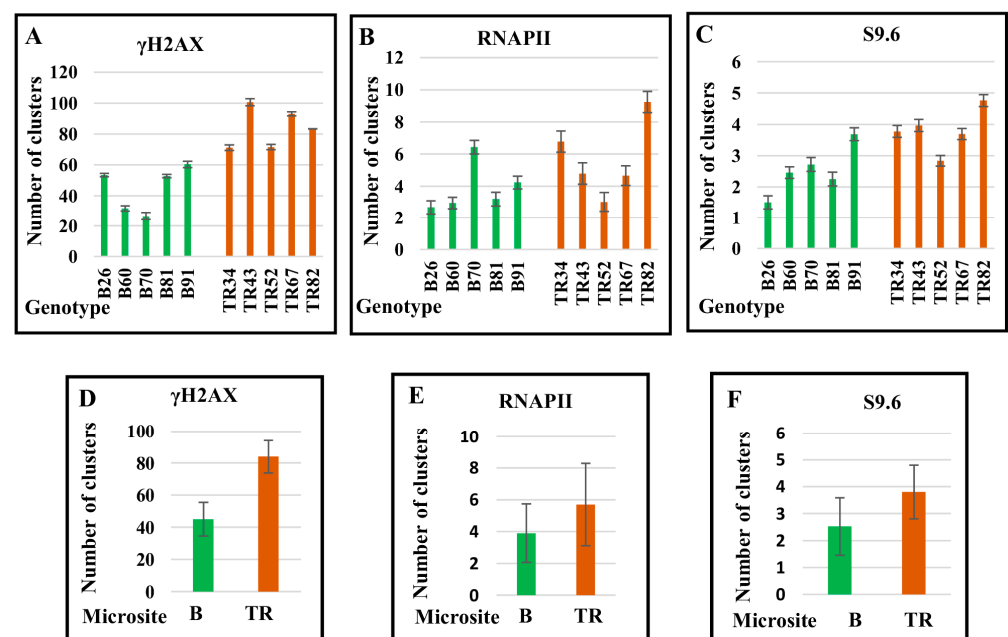 A
γH2AX
Number of clusters
120
100
80
60
40
20
0
B26
B60
B70
B81
B91
TR34
TR43
TR52
TR67
TR82
Genotype
B
RNAPII
Number of clusters
12
10
8
6
4
2
0
B26
B60
B70
B81
B91
TR34
TR43
TR52
TR67
TR82
Genotype
C
S9.6
Number of clusters
6
5
4
3
2
1
0
B26
B60
B70
B81
B91
TR34
TR43
TR52
TR67
TR82
Genotype
D
γH2AX
Number of clusters
100
80
60
40
20
0
Microsite B TR
E
RNAPII
Number of clusters
10
8
6
4
2
0
Microsite B TR
F
S9.6
Number of clusters
6
5
4
3
2
1
0
Microsite B TR